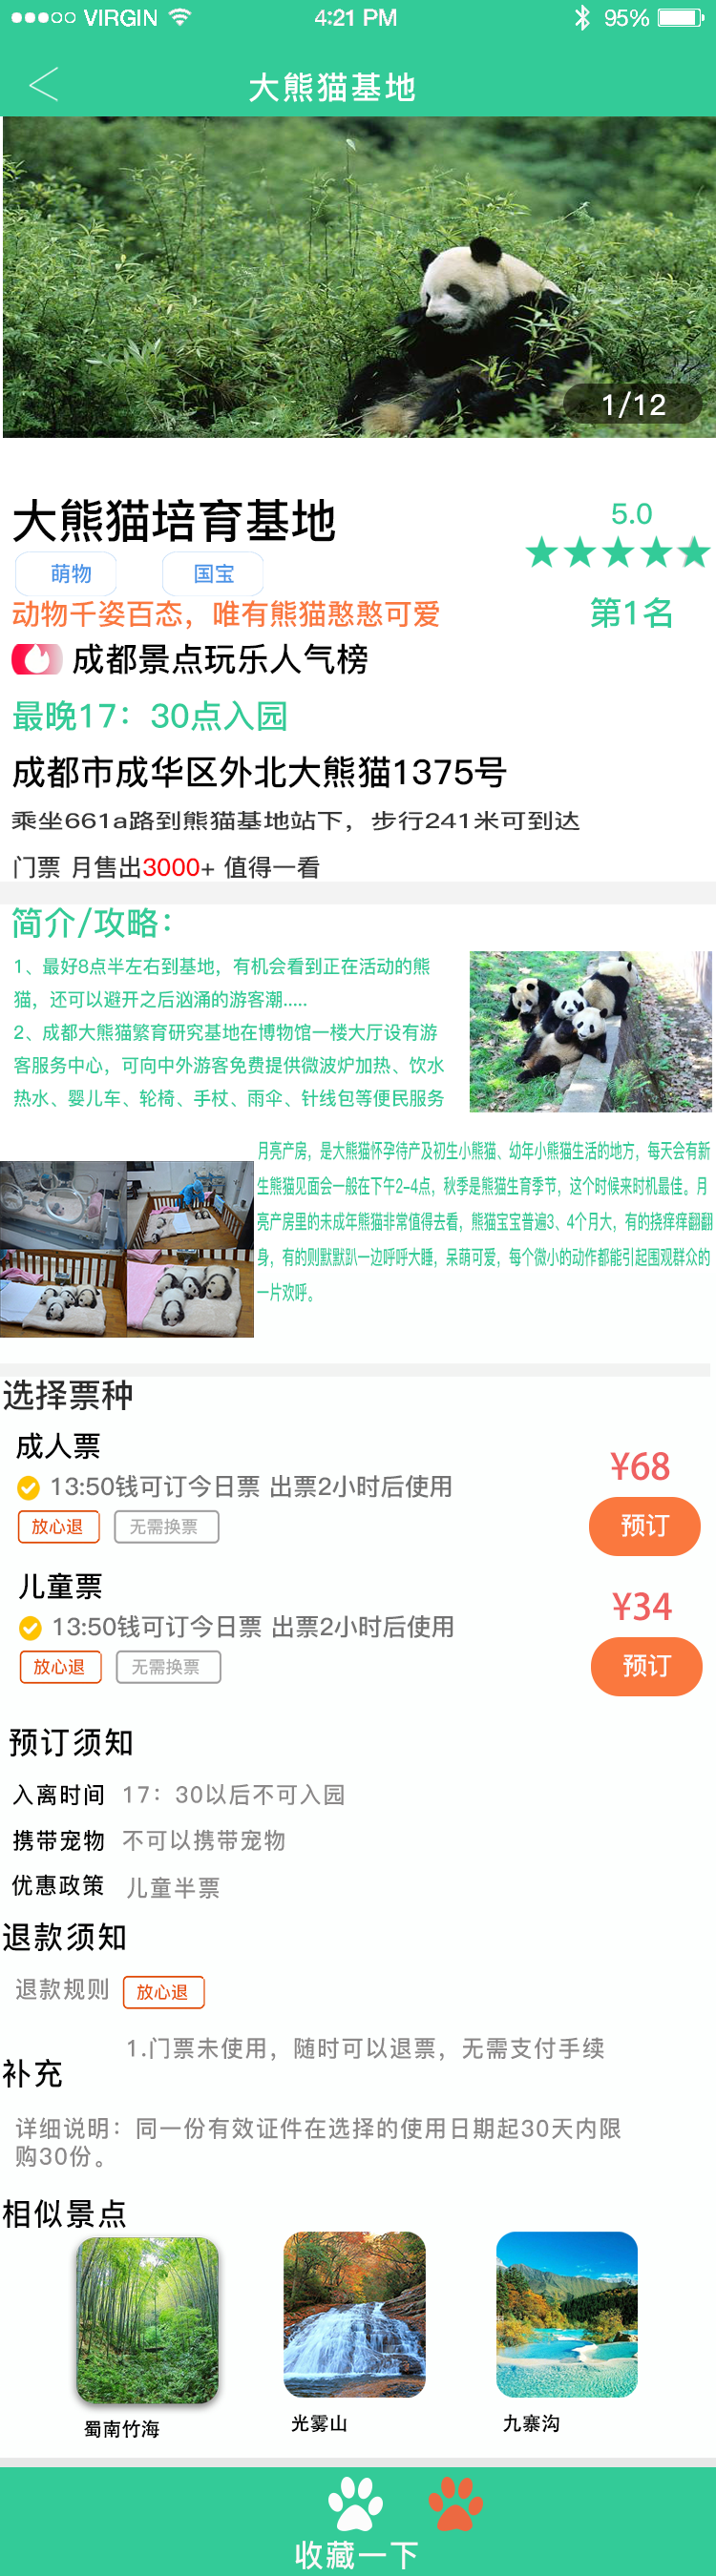 VIRGIN
4:21 PM
95%
大熊猫基地
1/12
大熊猫培育基地
5.0
萌物
国宝
动物千姿百态，唯有熊猫憨憨可爱
第1名
成都景点玩乐人气榜
最晚17：30点入园
成都市成华区外北大熊猫1375号
乘坐661a路到熊猫基地站下，步行241米可到达
门票 月售出3000+ 值得一看
简介/攻略：
1、最好8点半左右到基地，有机会看到正在活动的熊
猫，还可以避开之后汹涌的游客潮.....
2、成都大熊猫繁育研究基地在博物馆一楼大厅设有游
客服务中心，可向中外游客免费提供微波炉加热、饮水
热水、婴儿车、轮椅、手杖、雨伞、针线包等便民服务
月亮产房，是大熊猫怀孕待产及初生小熊猫、幼年小熊猫生活的地方，每天会有新
生熊猫见面会一般在下午2-4点，秋季是熊猫生育季节，这个时候来时机最佳。月
亮产房里的未成年熊猫非常值得去看，熊猫宝宝普遍3、4个月大，有的挠痒痒翻翻
身，有的则默默趴一边呼呼大睡，呆萌可爱，每个微小的动作都能引起围观群众的
一片欢呼。
选择票种
成人票
¥68
13:50钱可订今日票 出票2小时后使用
放心退
无需换票
预订
儿童票
¥34
13:50钱可订今日票 出票2小时后使用
放心退
无需换票
预订
预订须知
入离时间 17：30以后不可入园
携带宠物 不可以携带宠物
优惠政策 儿童半票
退款须知
退款规则 放心退
1.门票未使用，随时可以退票，无需支付手续
补充
详细说明：同一份有效证件在选择的使用日期起30天内限
购30份。
相似景点
蜀南竹海
光雾山
九寨沟
收藏一下